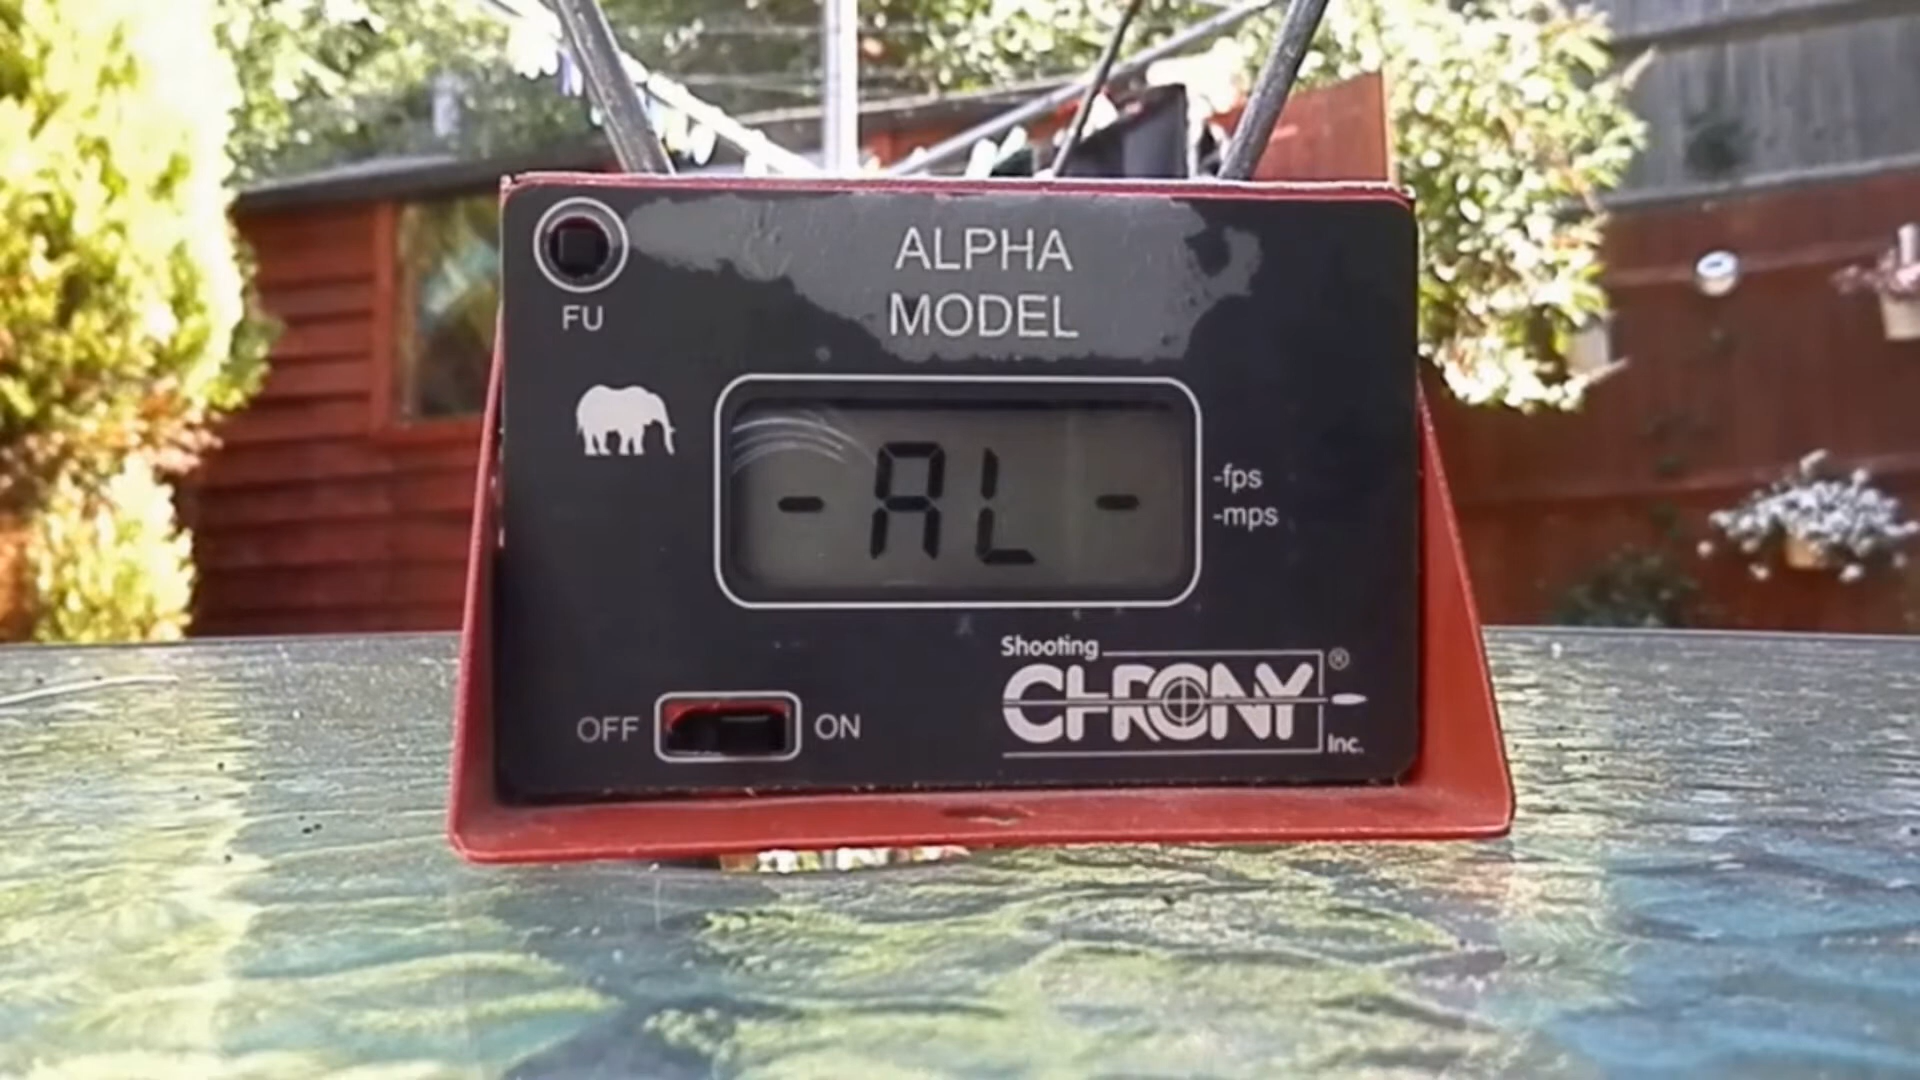 ALPHA
MODEL
FU
-AL -
-fps
-mps
Shooting
CHRONY®
Inc.
OFF ON